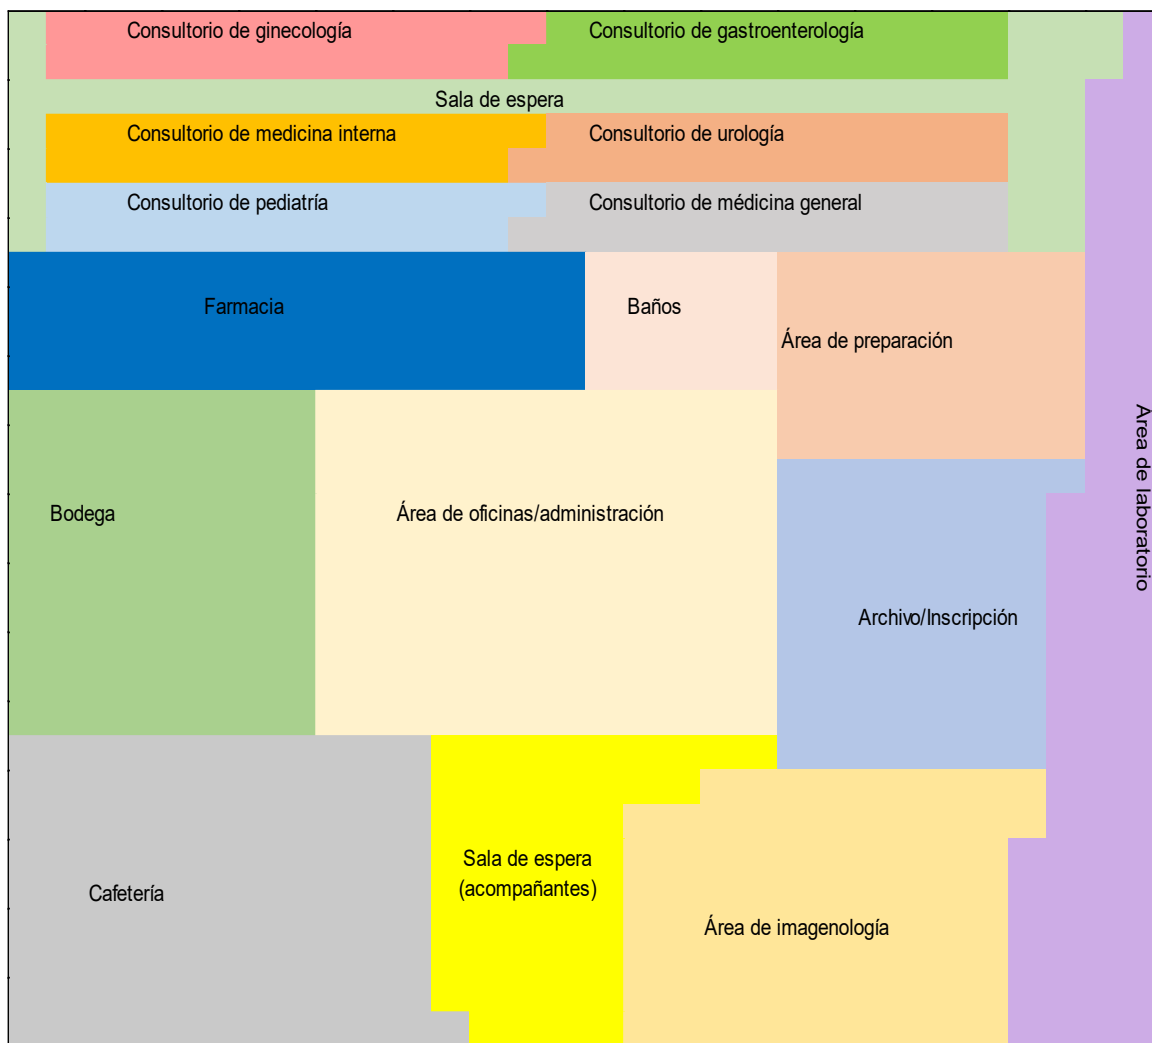 Consultorio de ginecología
Consultorio de gastroenterología
Sala de espera
Consultorio de medicina interna
Consultorio de urología
Consultorio de pediatría
Consultorio de médicina general
Farmacia
Baños
Área de preparación
Área de laboratorio
Bodega
Área de oficinas/administración
Archivo/Inscripción
Sala de espera
(acompañantes)
Cafetería
Área de imagenología